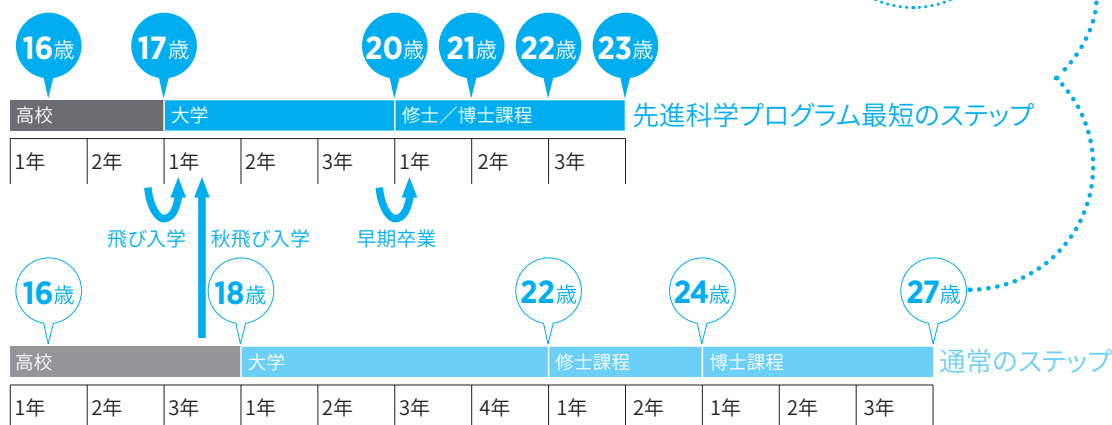 16歳 17歳 20歳 21歳 22歳 23歳
高校 大学 修士／博士課程 先進科学プログラム最短のステップ
1年 2年 1年 2年 3年 1年 2年 3年
飛び入学 秋飛び入学 早期卒業
16歳 18歳 22歳 24歳 27歳
高校 大学 修士課程 博士課程 通常のステップ
1年 2年 3年 1年 2年 3年 4年 1年 2年 1年 2年 3年